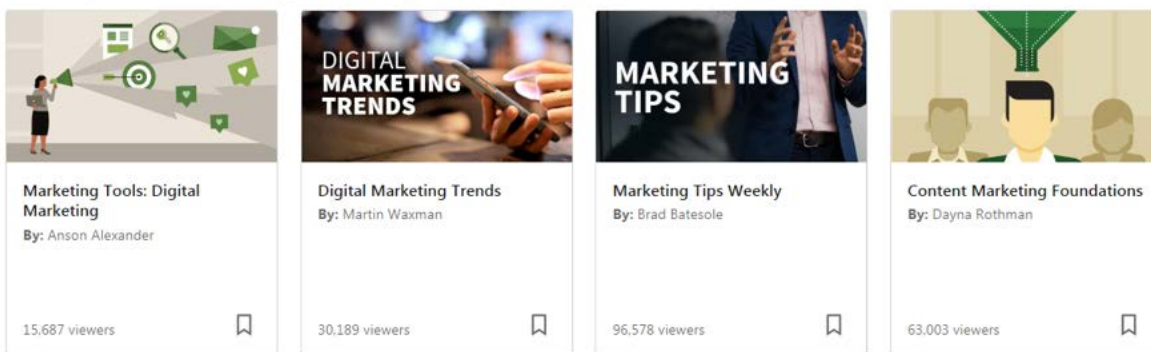 DIGITAL
MARKETING
TRENDS
MARKETING
TIPS
Marketing Tools: Digital
Marketing
By: Anson Alexander
15,687 viewers
Digital Marketing Trends
By: Martin Waxman
30,189 viewers
Marketing Tips Weekly
By: Brad Batesole
96,578 viewers
Content Marketing Foundations
By: Dayna Rothman
63,003 viewers